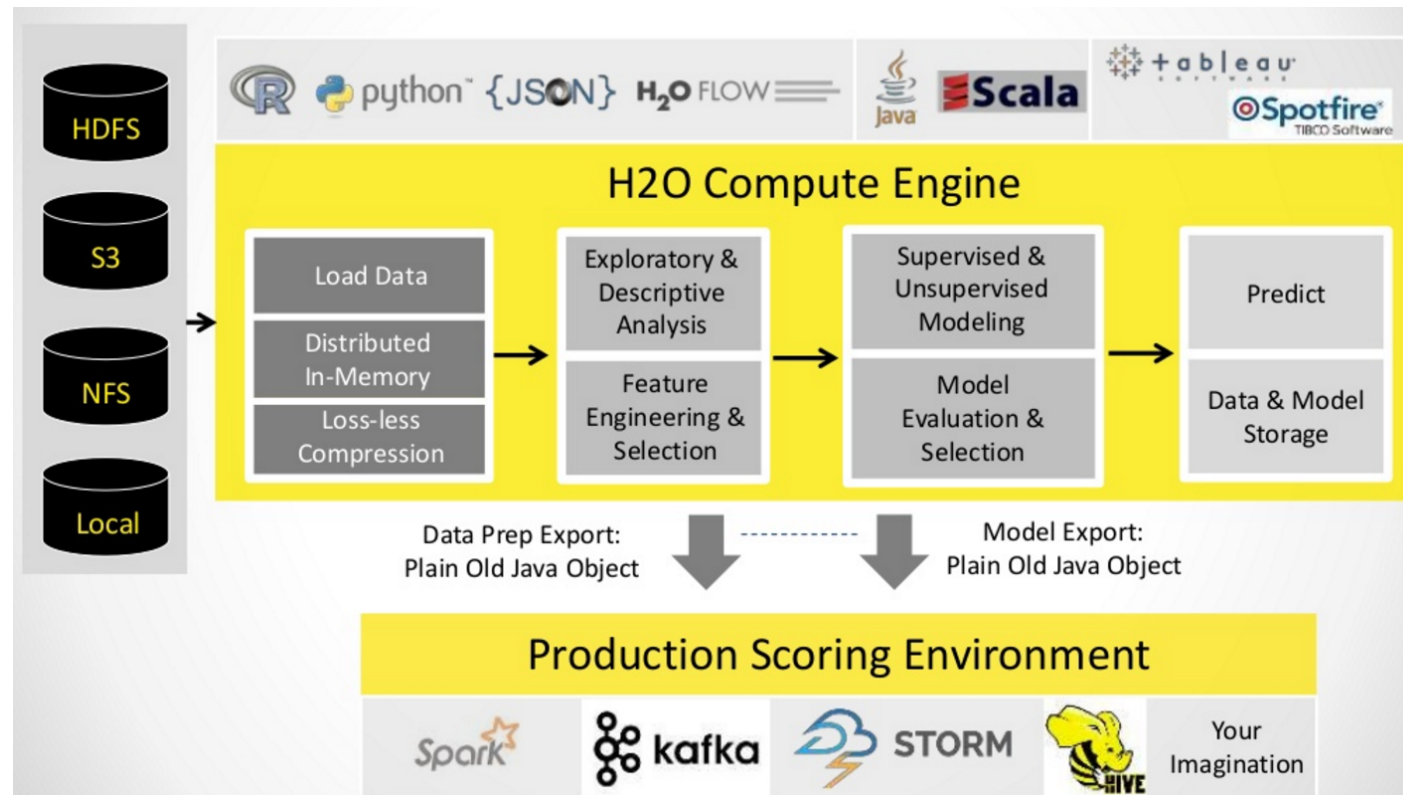 HDFS
S3
NFS
Local
R
python™
{JSON}
H2O FLOW
Java
Scala
+ableau
SOFTWARE
Spotfire®
TIBCO Software
H2O Compute Engine
Load Data
Distributed
In-Memory
Loss-less
Compression
Exploratory &
Descriptive
Analysis
Feature
Engineering &
Selection
Supervised &
Unsupervised
Modeling
Model
Evaluation &
Selection
Predict
Data & Model
Storage
Data Prep Export:
Plain Old Java Object
Model Export:
Plain Old Java Object
Production Scoring Environment
Spark
kafka
STORM
HIVE
Your
Imagination